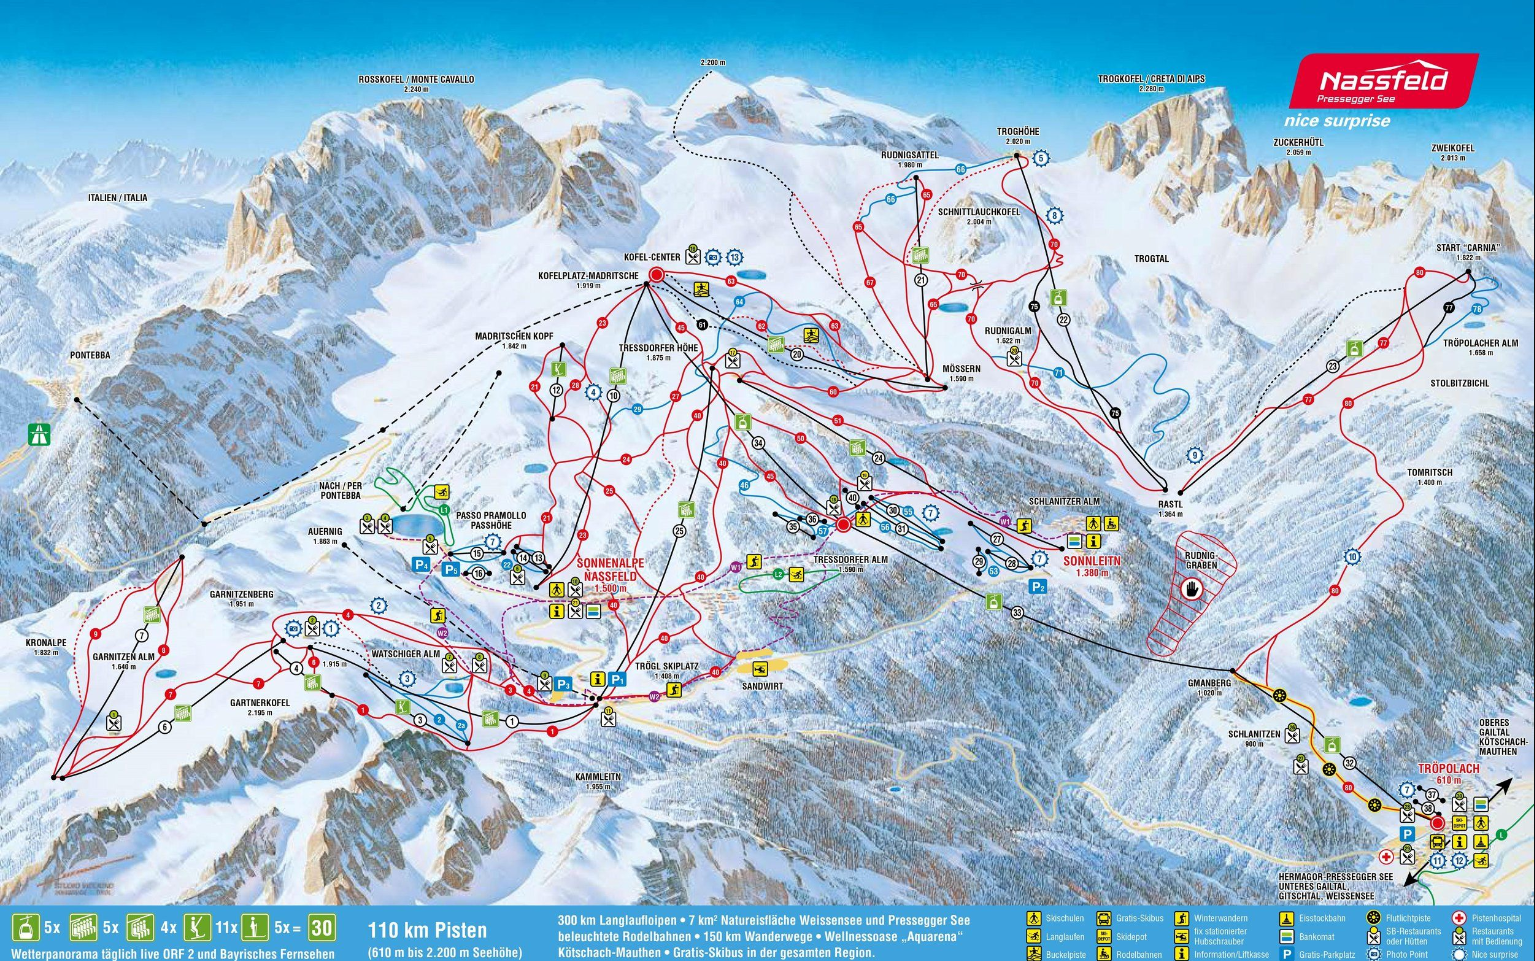 2.200 m
ROSSKOFEL / MONTE CAVALLO
2.240 m
TROGKOFEL / CRETA DI AIPS
2.280 m
Nassfeld
Pressegger See
nice surprise
TROGHÖHE
2.020 m
ZUCKERHÜTL
2.059 m
ZWEIKOFEL
2.013 m
RUDNIGSATTEL
1.980 m
ITALIEN / ITALIA
SCHNITTLAUCHKOFEL
2.004 m
START "CARNIA"
1.822 m
KOFEL-CENTER
13
TROGTAL
KOFELPLATZ-MADRITSCHE
1.919 m
MADRITSCHEN KOPF
1.842 m
TRESSDORFER HÖHE
1.875 m
RUDNIGALM
1.622 m
TRÖPOLACHER ALM
1.658 m
PONTEBBA
MÖSSERN
1.590 m
STOLBITZBICHL
TOMRITSCH
1.400 m
NACH / PER
PONTEBBA
PASSO PRAMOLLO
PASSHÖHE
SCHLANITZER ALM
RASTL
1.364 m
AUERNIG
1.863 m
SONNENALPE
NASSFELD
1.500 m
TRESSDORFER ALM
1.590 m
SONNLEITN
1.380 m
RUDNIG
GRABEN
GARNITZENBERG
1.951 m
KRONALPE
1.832 m
GARNITZEN ALM
1.640 m
WATSCHIGER ALM
1.915 m
TRÖGL SKIPLATZ
1.408 m
SANDWIRT
GMANBERG
1.020 m
GARTNERKOFEL
2.195 m
SCHLANITZEN
900 m
OBERES
GAILTAL
KÖTSCHACH-
MAUTHEN
KAMMLEITN
1.955 m
TRÖPOLACH
610 m
HERMAGOR-PRESSEGGER SEE
UNTERES GAILTAL,
GITSCHTAL, WEISSENSEE
5x 5x 4x 11x 5x = 30
Wetterpanorama täglich live ORF 2 und Bayrisches Fernsehen
110 km Pisten
(610 m bis 2.200 m Seehöhe)
300 km Langlaufloipen • 7 km² Natureisfläche Weissensee und Pressegger See
beleuchtete Rodelbahnen • 150 km Wanderwege • Wellnessoase „Aquarena“
Kötschach-Mauthen • Gratis-Skibus in der gesamten Region.
Skischulen
Langlaufen
Buckelpiste
Gratis-Skibus
Skidepot
Rodelbahnen
Winterwandern
fix stationierter
Hubschrauber
Information/Liftkasse
Eisstockbahn
Bankomat
Gratis-Parkplatz
Flutlichtpiste
SB-Restaurants
oder Hütten
Photo/Point
Pistenhospital
Restaurants
mit Bedienung
Nice surprise